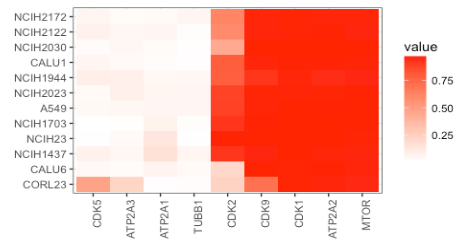 NCIH2172
NCIH2122
NCIH2030
CALU1
NCIH1944
NCIH2023
A549
NCIH1703
NCIH23
NCIH1437
CALU6
CORL23
CDK5
ATP2A3
ATP2A1
TUBB1
CDK2
CDK9
CDK1
ATP2A2
MTOR
value
0.75
0.50
0.25